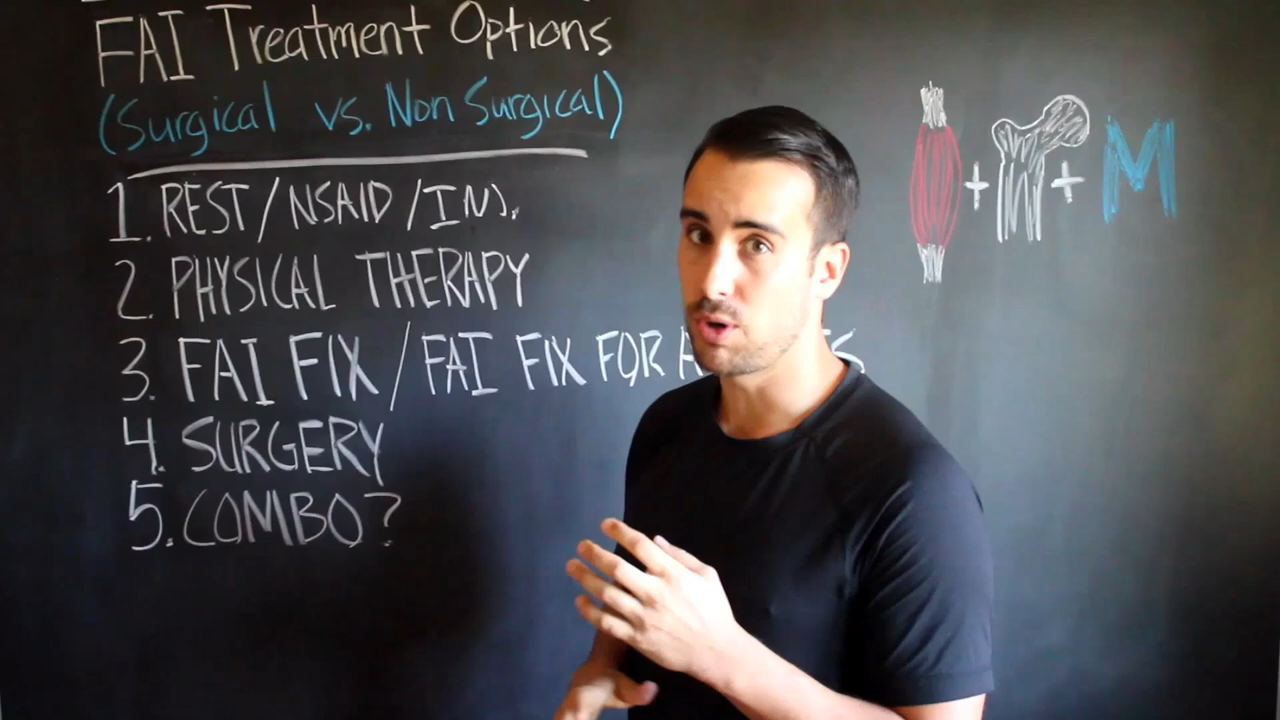 FAI Treatment Options
(Surgical vs. Non Surgical)
1. REST/NSAID/INJ.
2. PHYSICAL THERAPY
3. FAI FIX/FAI FIX FOR
4. SURGERY
5. COMBO?
+ + M